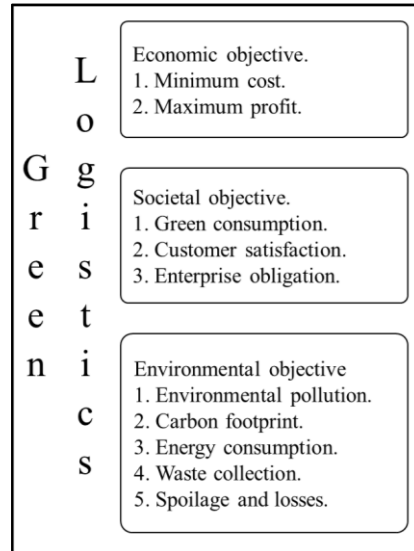 Green
Logistics
Economic objective.
1. Minimum cost.
2. Maximum profit.
Societal objective.
1. Green consumption.
2. Customer satisfaction.
3. Enterprise obligation.
Environmental objective
1. Environmental pollution.
2. Carbon footprint.
3. Energy consumption.
4. Waste collection.
5. Spoilage and losses.